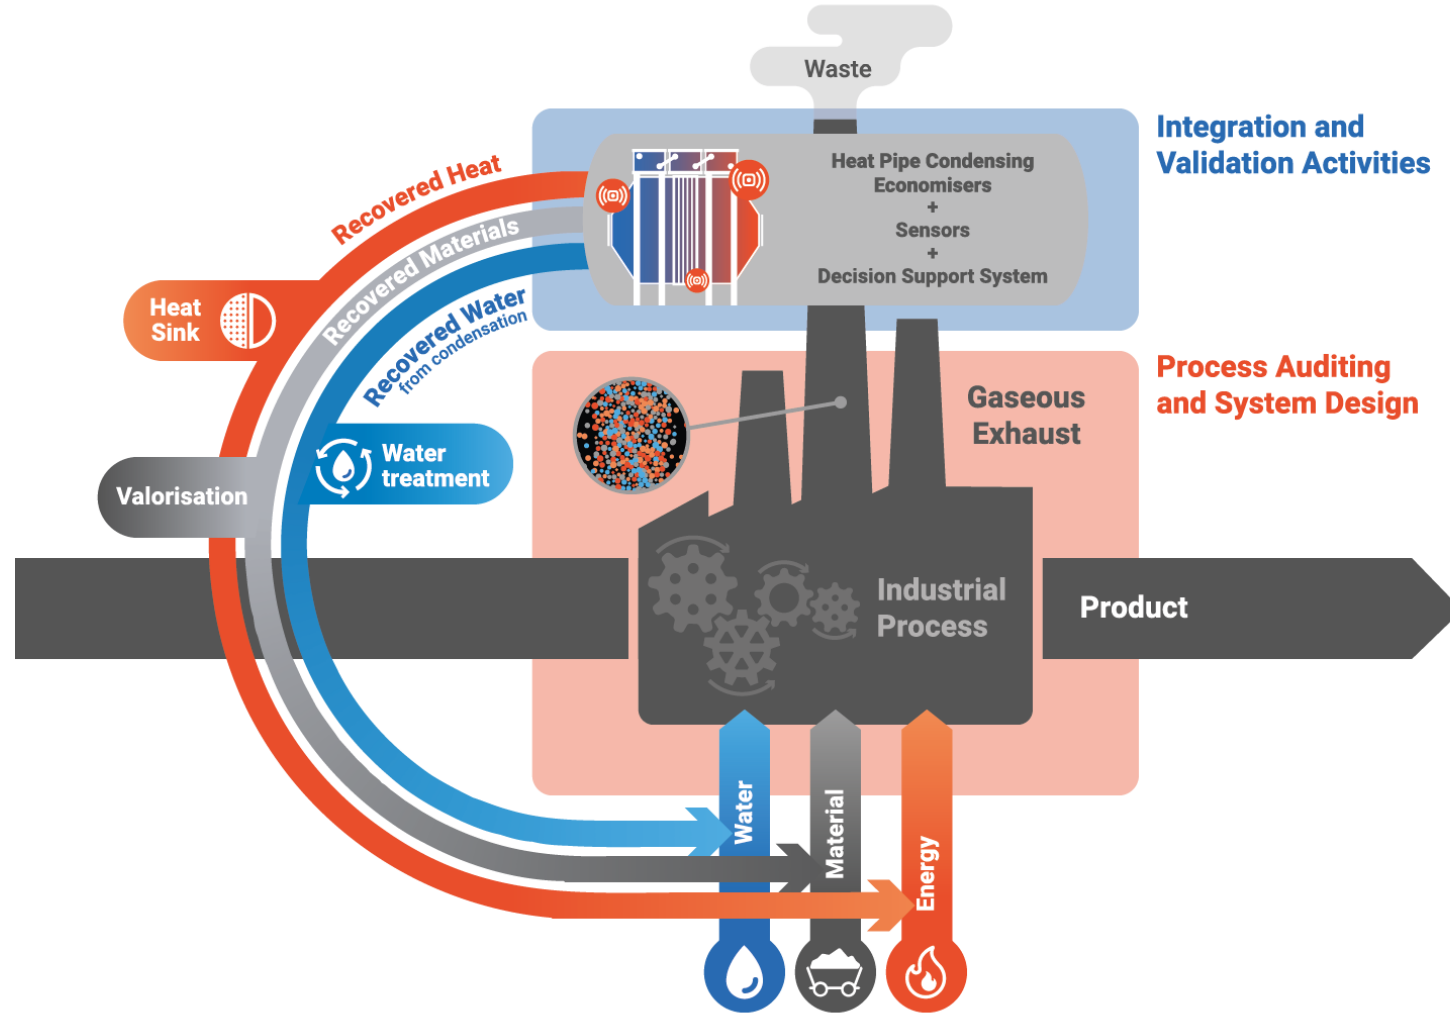 Waste
Integration and
Validation Activities
Heat Pipe Condensing
Economisers
+
Sensors
+
Decision Support System
Recovered Heat
Recovered Materials
Recovered Water
from condensation
Heat
Sink
Process Auditing
and System Design
Gaseous
Exhaust
Water
treatment
Valorisation
Industrial
Process
Product
Water
Material
Energy